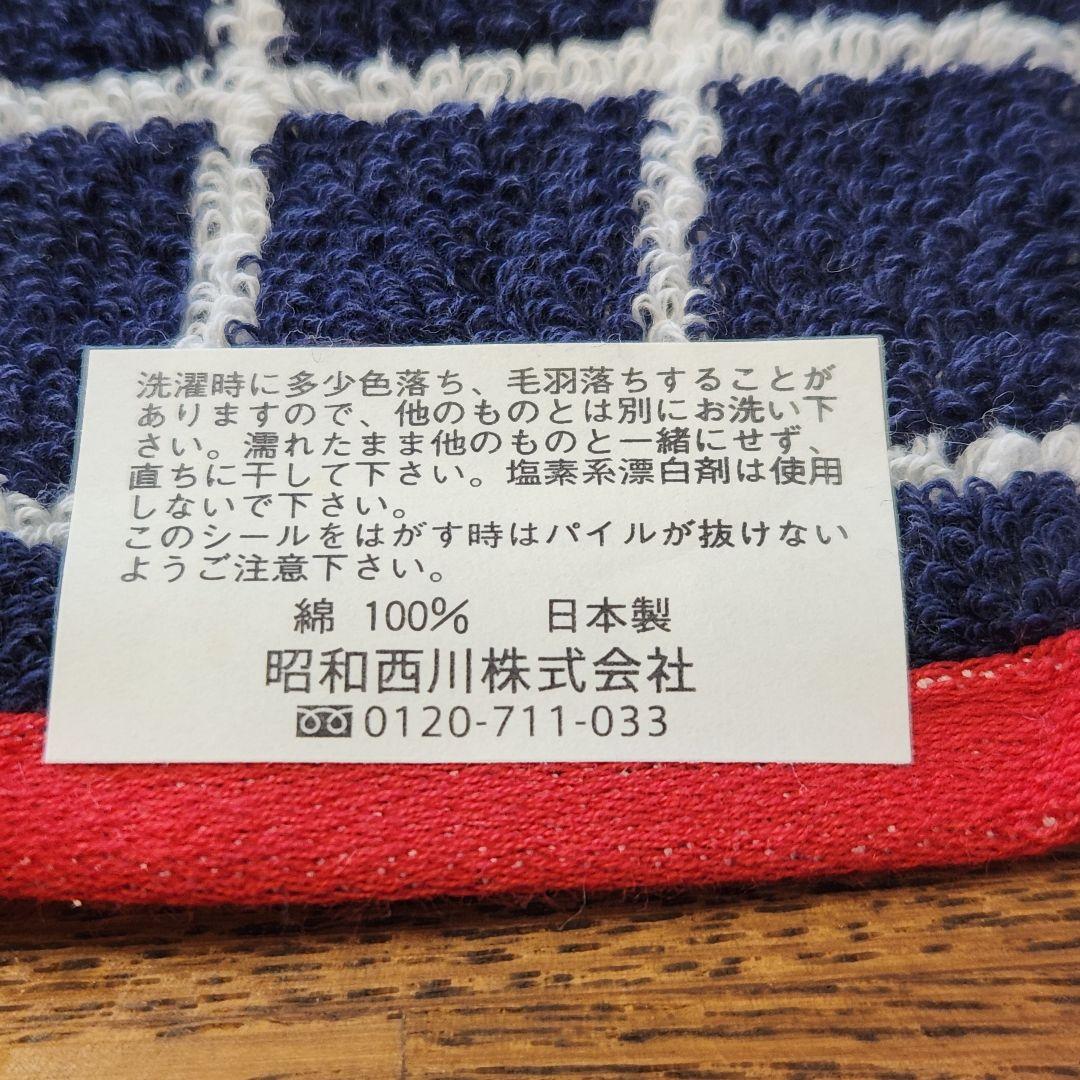 洗濯時に多少色落ち、毛羽落ちすることが
ありますので、他のものとは別にお洗い下
さい。濡れたまま他のものと一緒にせず、
直ちに干して下さい。塩素系漂白剤は使用
しないで下さい。
このシールをはがす時はパイルが抜けない
ようご注意下さい。
綿 100% 日本製
昭和西川株式会社
0120-711-033